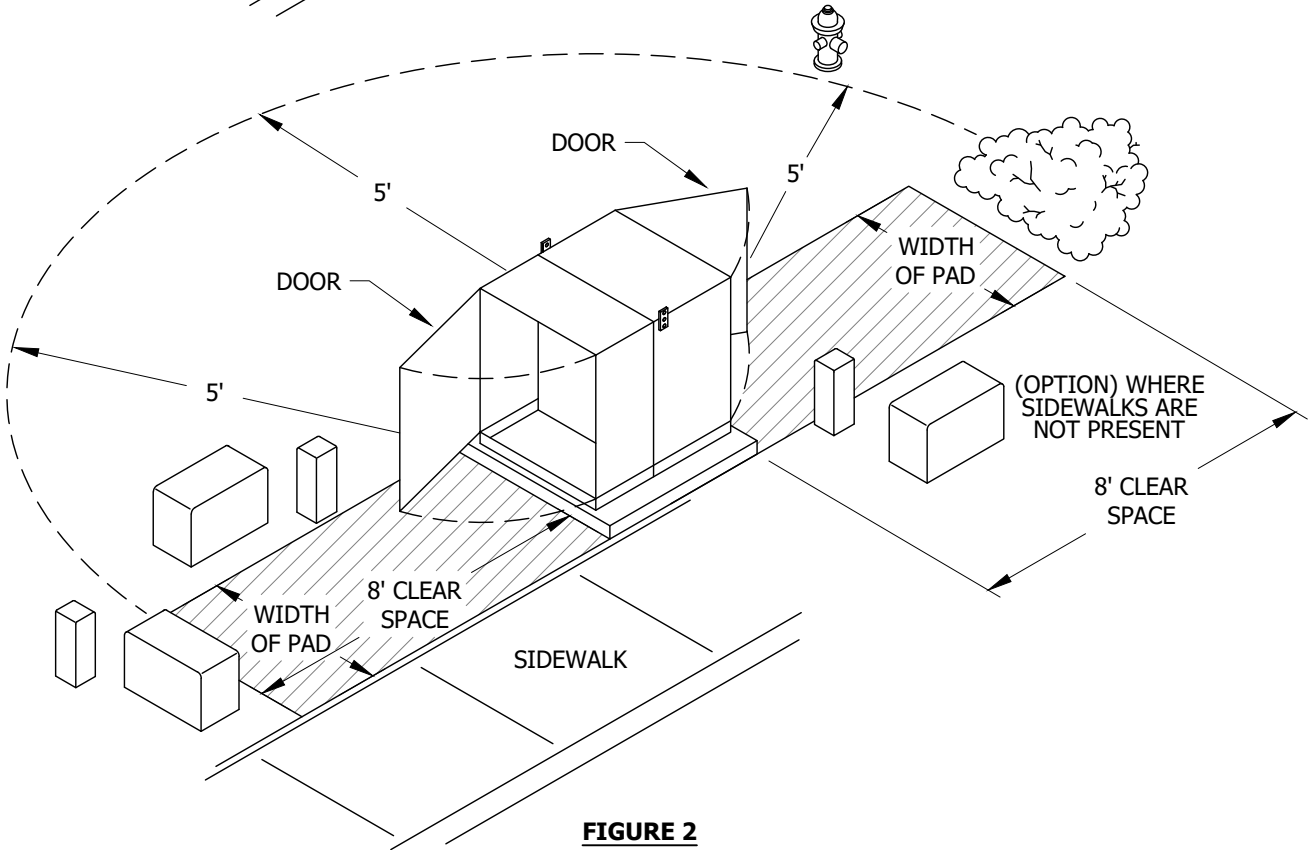 DOOR
5'
5'
DOOR
WIDTH
OF PAD
5'
(OPTION) WHERE
SIDEWALKS ARE
NOT PRESENT
8' CLEAR
SPACE
8' CLEAR
SPACE
WIDTH
OF PAD
SIDEWALK
FIGURE 2